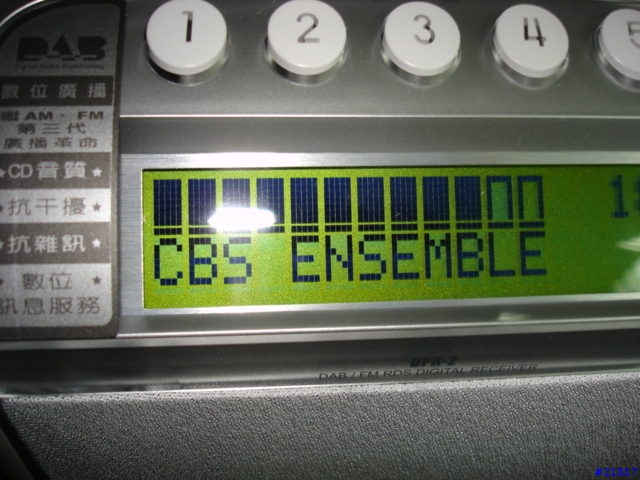 1 2 3 4 5
DAB
數位廣播
繼AM、FM
第三代
廣播革命
CD音質
抗干擾
抗雜訊
數位
訊息服務
CBS ENSEMBLE
DAB / FM RDS DIGITAL RECEIVER